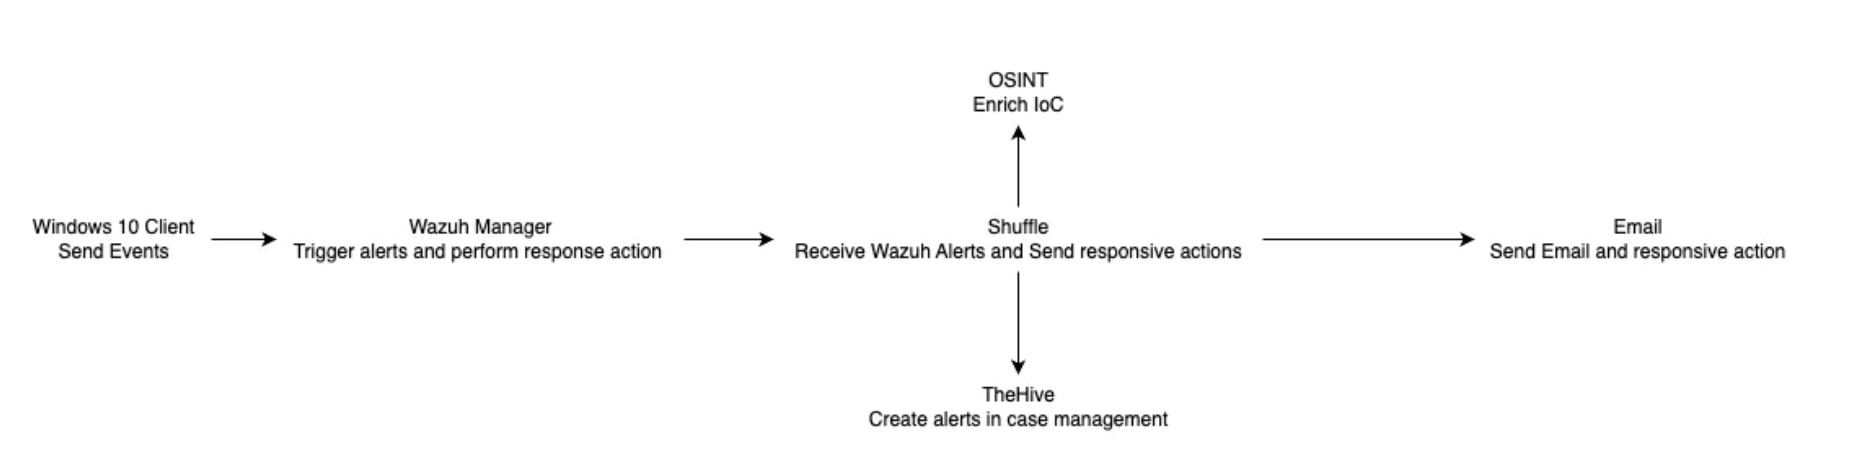 OSINT
Enrich IoC
Windows 10 Client
Send Events
Wazuh Manager
Trigger alerts and perform response action
Shuffle
Receive Wazuh Alerts and Send responsive actions
Email
Send Email and responsive action
TheHive
Create alerts in case management